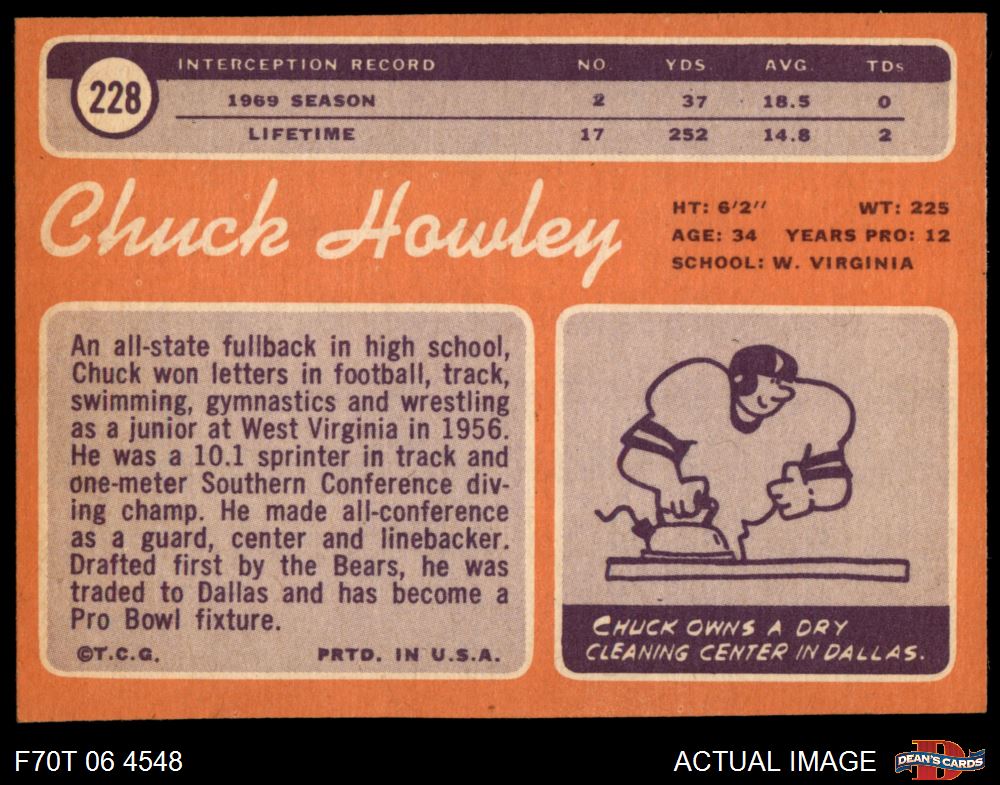 INTERCEPTION RECORD NO. YDS. AVG. TDs
228
1969 SEASON 2 37 18.5 0
LIFETIME 17 252 14.8 2
Chuck Howley
HT: 6'2" WT: 225
AGE: 34 YEARS PRO: 12
SCHOOL: W. VIRGINIA
An all-state fullback in high school,
Chuck won letters in football, track,
swimming, gymnastics and wrestling
as a junior at West Virginia in 1956.
He was a 10.1 sprinter in track and
one-meter Southern Conference div-
ing champ. He made all-conference
as a guard, center and linebacker.
Drafted first by the Bears, he was
traded to Dallas and has become a
Pro Bowl fixture.
©T.C.G. PRTD. IN U.S.A.
CHUCK OWNS A DRY
CLEANING CENTER IN DALLAS.
F70T 06 4548 ACTUAL IMAGE
D
DEAN'S CARDS